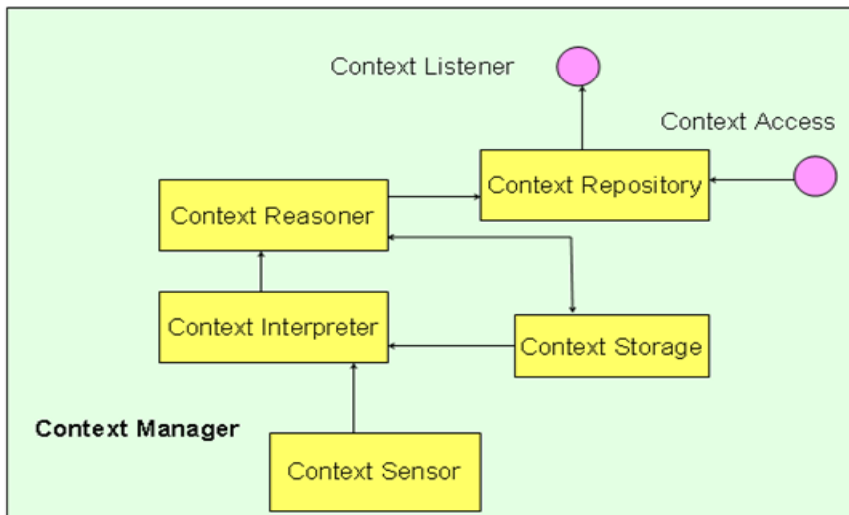 Context Listener
Context Access
Context Repository
Context Reasoner
Context Interpreter
Context Storage
Context Manager
Context Sensor